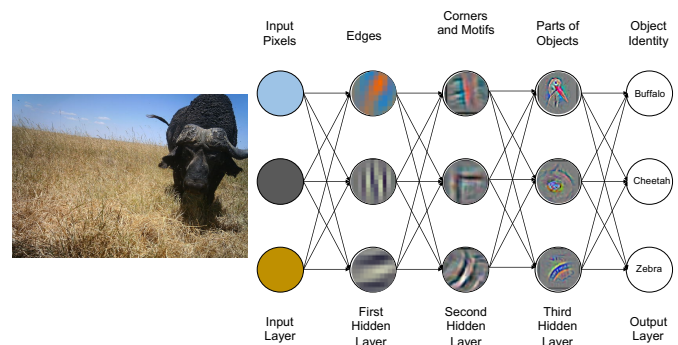 Input
Pixels
Edges
Corners
and Motifs
Parts of
Objects
Object
Identity
Buffalo
Cheetah
Zebra
Input
Layer
First
Hidden
Layer
Second
Hidden
Layer
Third
Hidden
Layer
Output
Layer